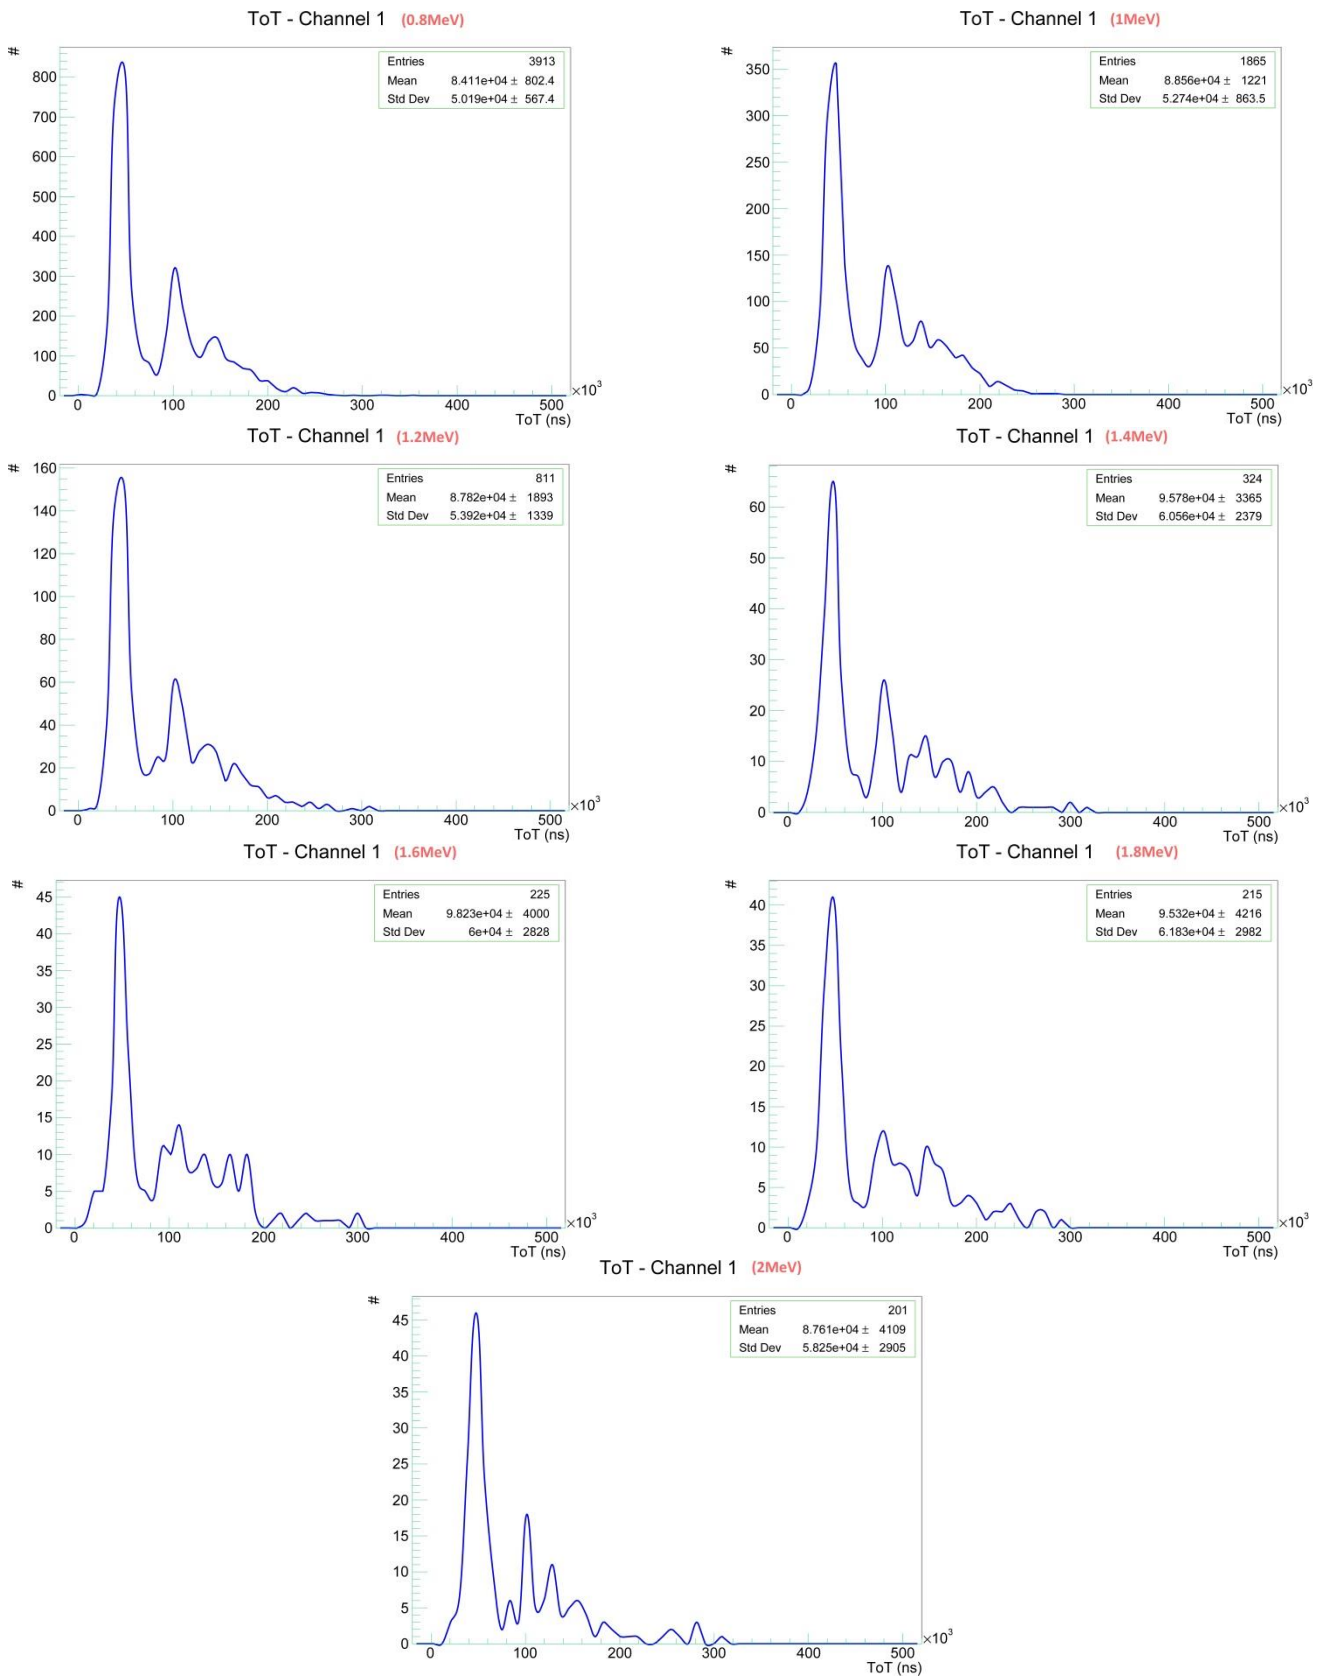 ToT - Channel 1 (0.8MeV)
#
Entries 3913
Mean 8.411e+04 ± 802.4
Std Dev 5.019e+04 ± 567.4
800
700
600
500
400
300
200
100
0
0 100 200 300 400 500
×10³
ToT (ns)
ToT - Channel 1 (1MeV)
#
Entries 1865
Mean 8.856e+04 ± 1221
Std Dev 5.274e+04 ± 863.5
350
300
250
200
150
100
50
0
0 100 200 300 400 500
×10³
ToT (ns)
ToT - Channel 1 (1.2MeV)
#
Entries 811
Mean 8.782e+04 ± 1893
Std Dev 5.392e+04 ± 1339
160
140
120
100
80
60
40
20
0
0 100 200 300 400 500
×10³
ToT (ns)
ToT - Channel 1 (1.4MeV)
#
Entries 324
Mean 9.578e+04 ± 3365
Std Dev 6.056e+04 ± 2379
60
50
40
30
20
10
0
0 100 200 300 400 500
×10³
ToT (ns)
ToT - Channel 1 (1.6MeV)
#
Entries 225
Mean 9.823e+04 ± 4000
Std Dev 6e+04 ± 2828
45
40
35
30
25
20
15
10
5
0
0 100 200 300 400 500
×10³
ToT (ns)
ToT - Channel 1 (1.8MeV)
#
Entries 215
Mean 9.532e+04 ± 4216
Std Dev 6.183e+04 ± 2982
40
35
30
25
20
15
10
5
0
0 100 200 300 400 500
×10³
ToT (ns)
ToT - Channel 1 (2MeV)
#
Entries 201
Mean 8.761e+04 ± 4109
Std Dev 5.825e+04 ± 2905
45
40
35
30
25
20
15
10
5
0
0 100 200 300 400 500
×10³
ToT (ns)